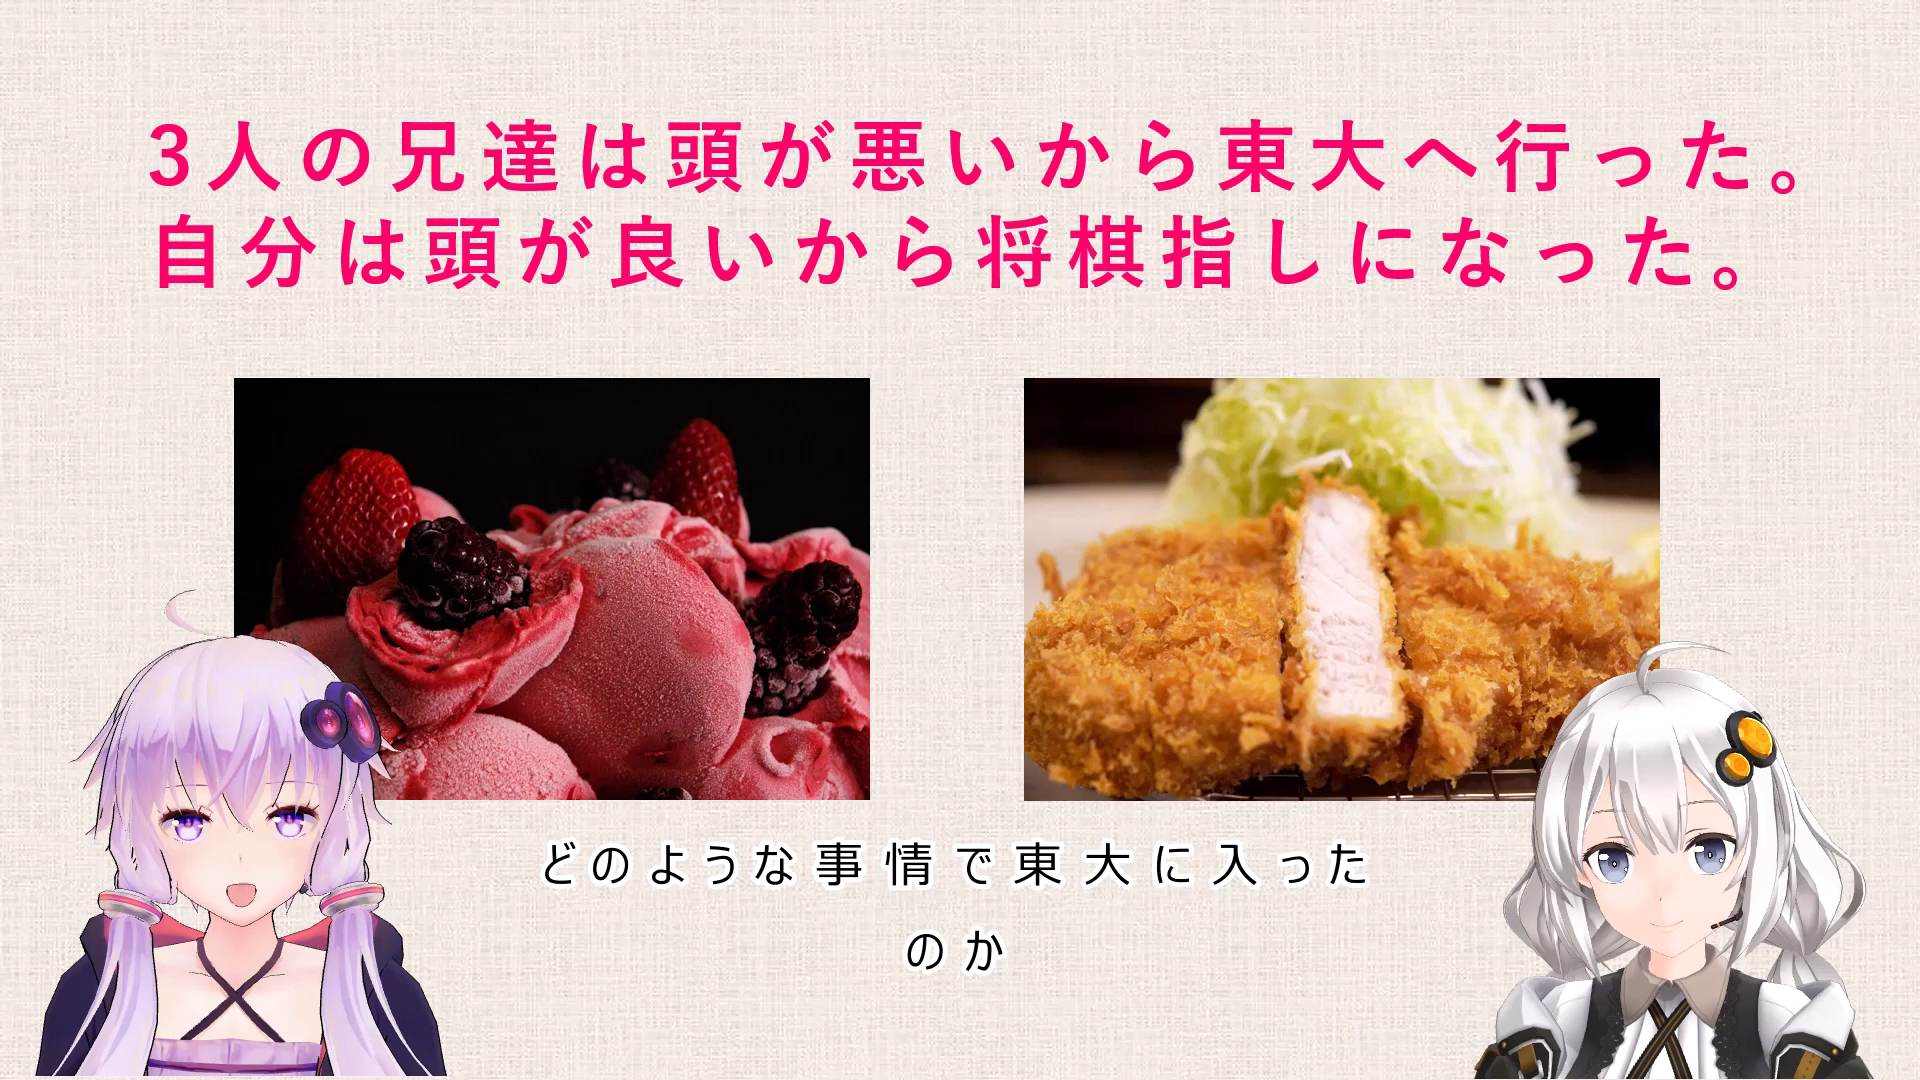 3人の兄達は頭が悪いから東大へ行った。
自分は頭が良いから将棋指しになった。
どのような事情で東大に入った
のか